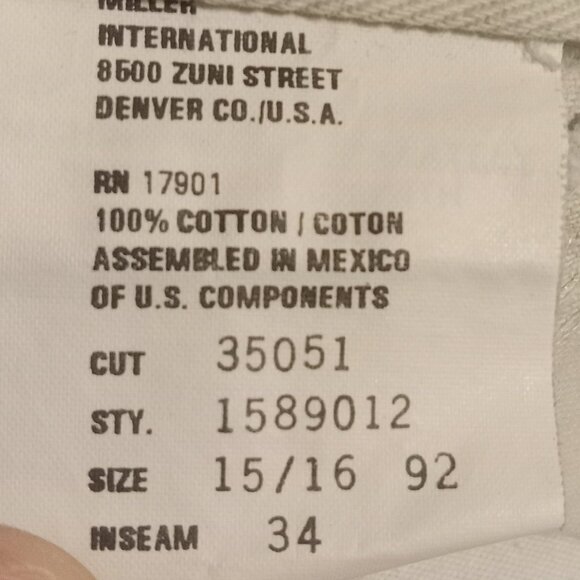 MILLER
INTERNATIONAL
8500 ZUNI STREET
DENVER CO./U.S.A.
RN 17901
100% COTTON / COTON
ASSEMBLED IN MEXICO
OF U.S. COMPONENTS
CUT 35051
STY. 1589012
SIZE 15/16 92
INSEAM 34